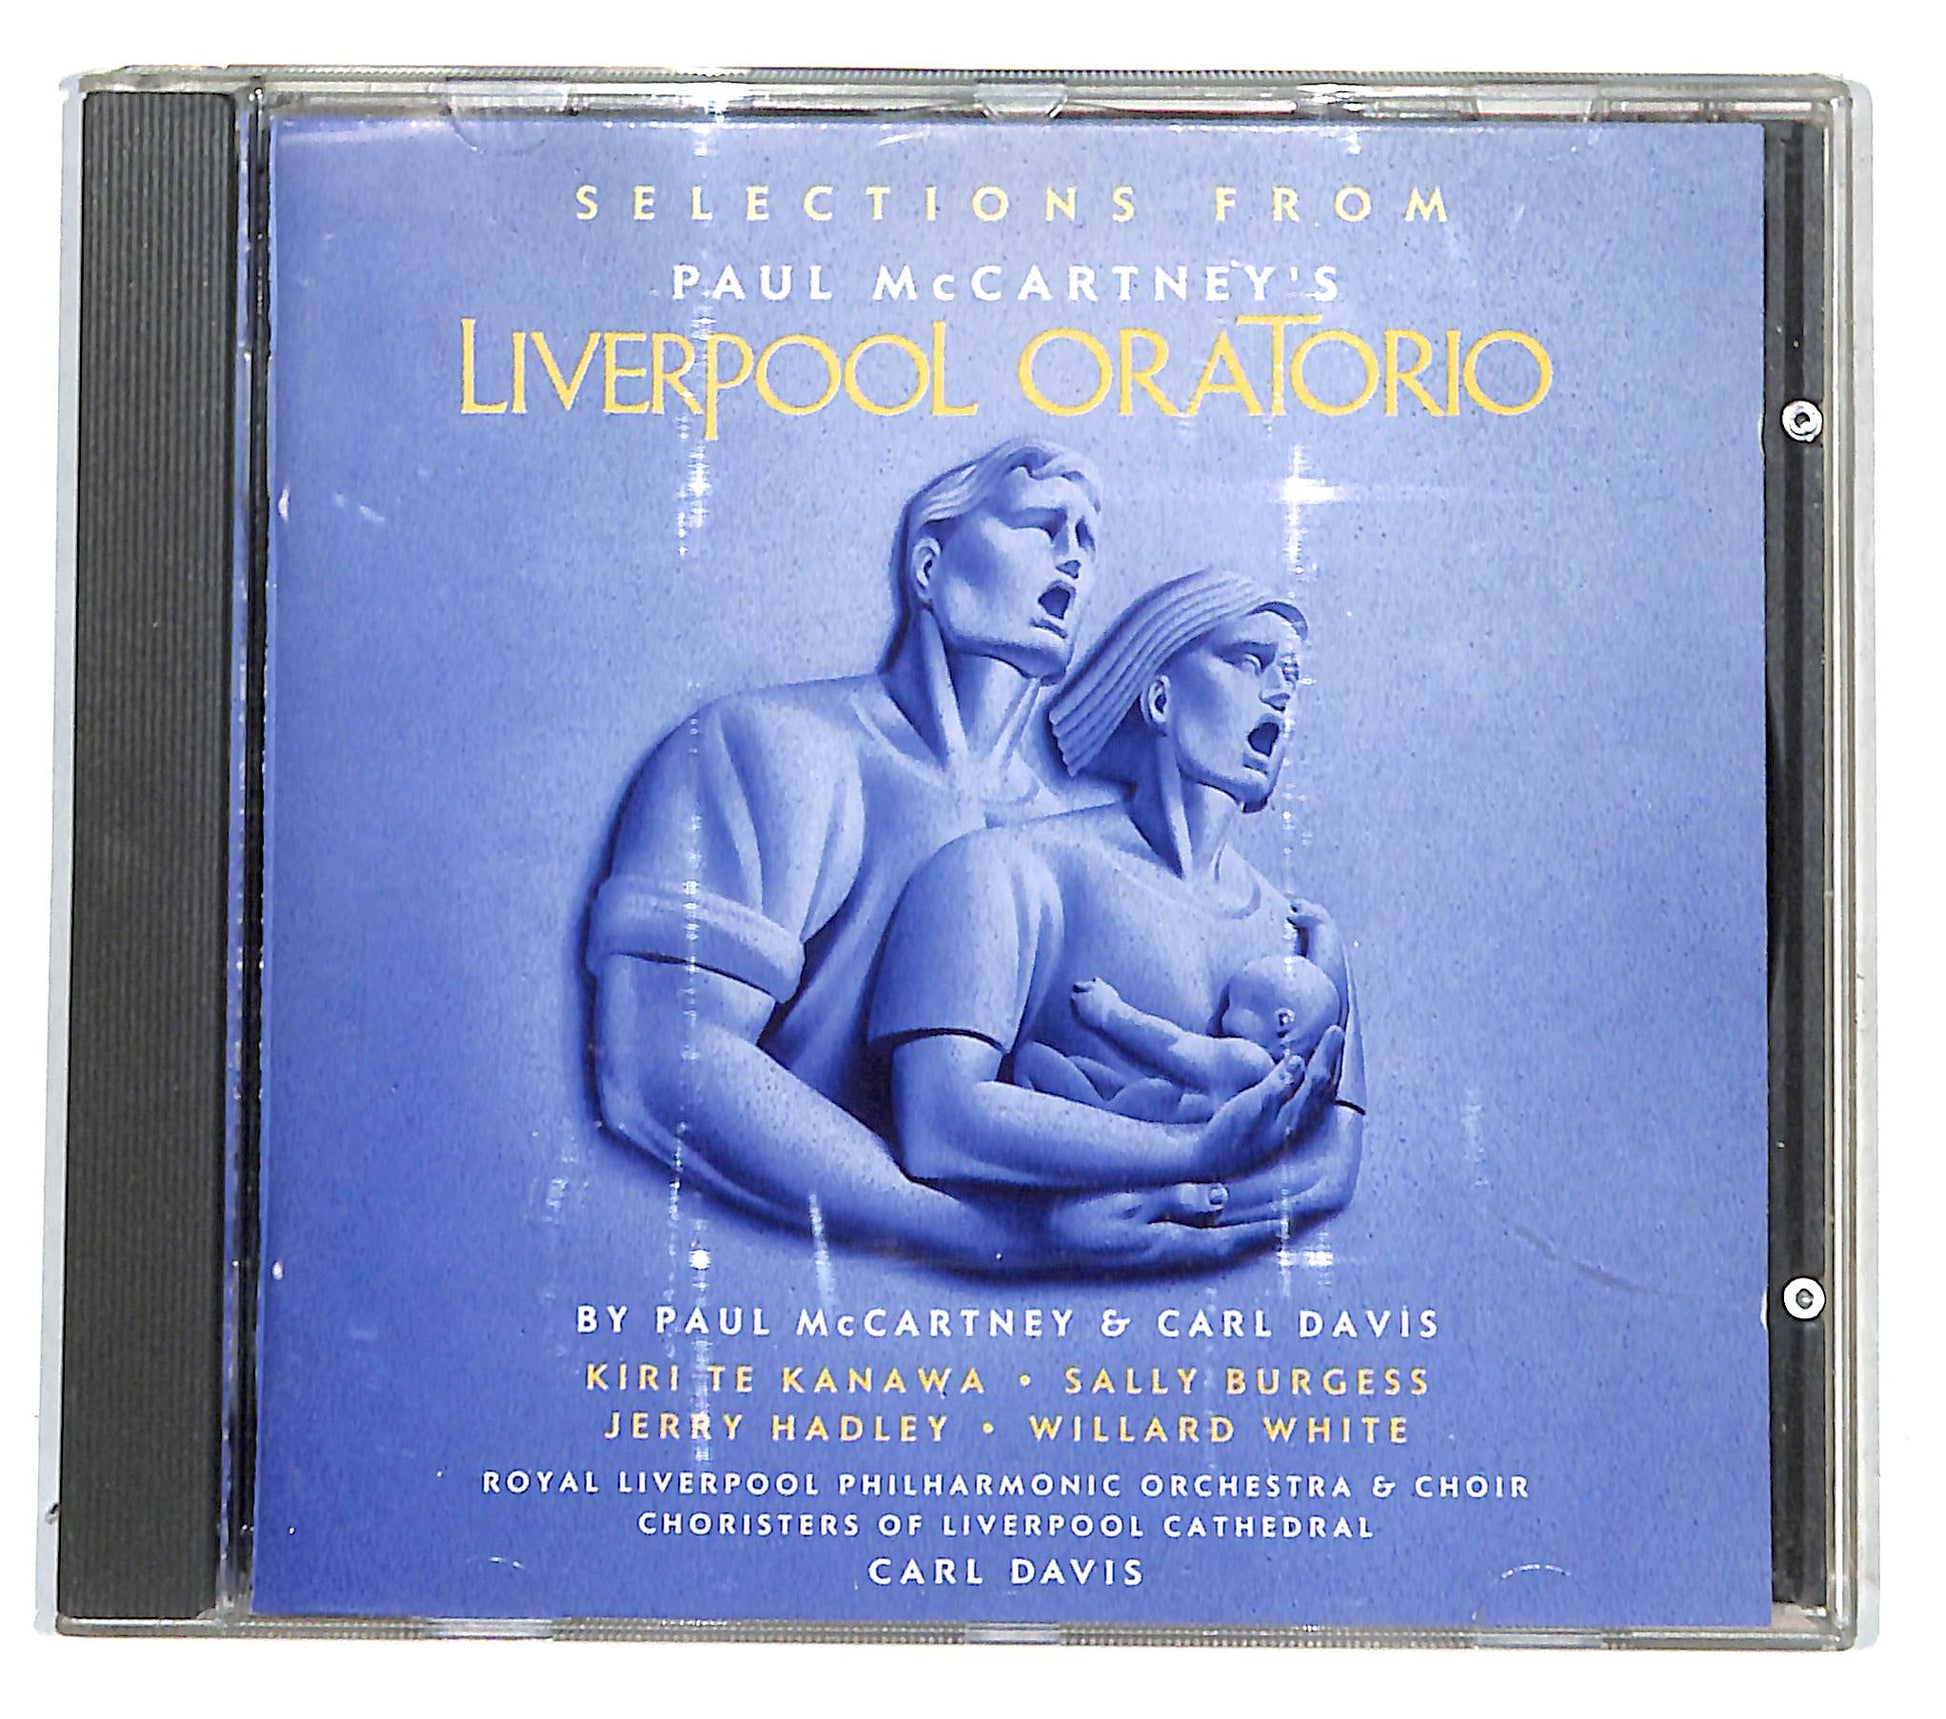 SELECTIONS FROM
PAUL McCARTNEY'S
LIVERPOOL ORATORIO
BY PAUL McCARTNEY & CARL DAVIS
KIRI TE KANAWA • SALLY BURGESS
JERRY HADLEY • WILLARD WHITE
ROYAL LIVERPOOL PHILHARMONIC ORCHESTRA & CHOIR
CHORISTERS OF LIVERPOOL CATHEDRAL
CARL DAVIS